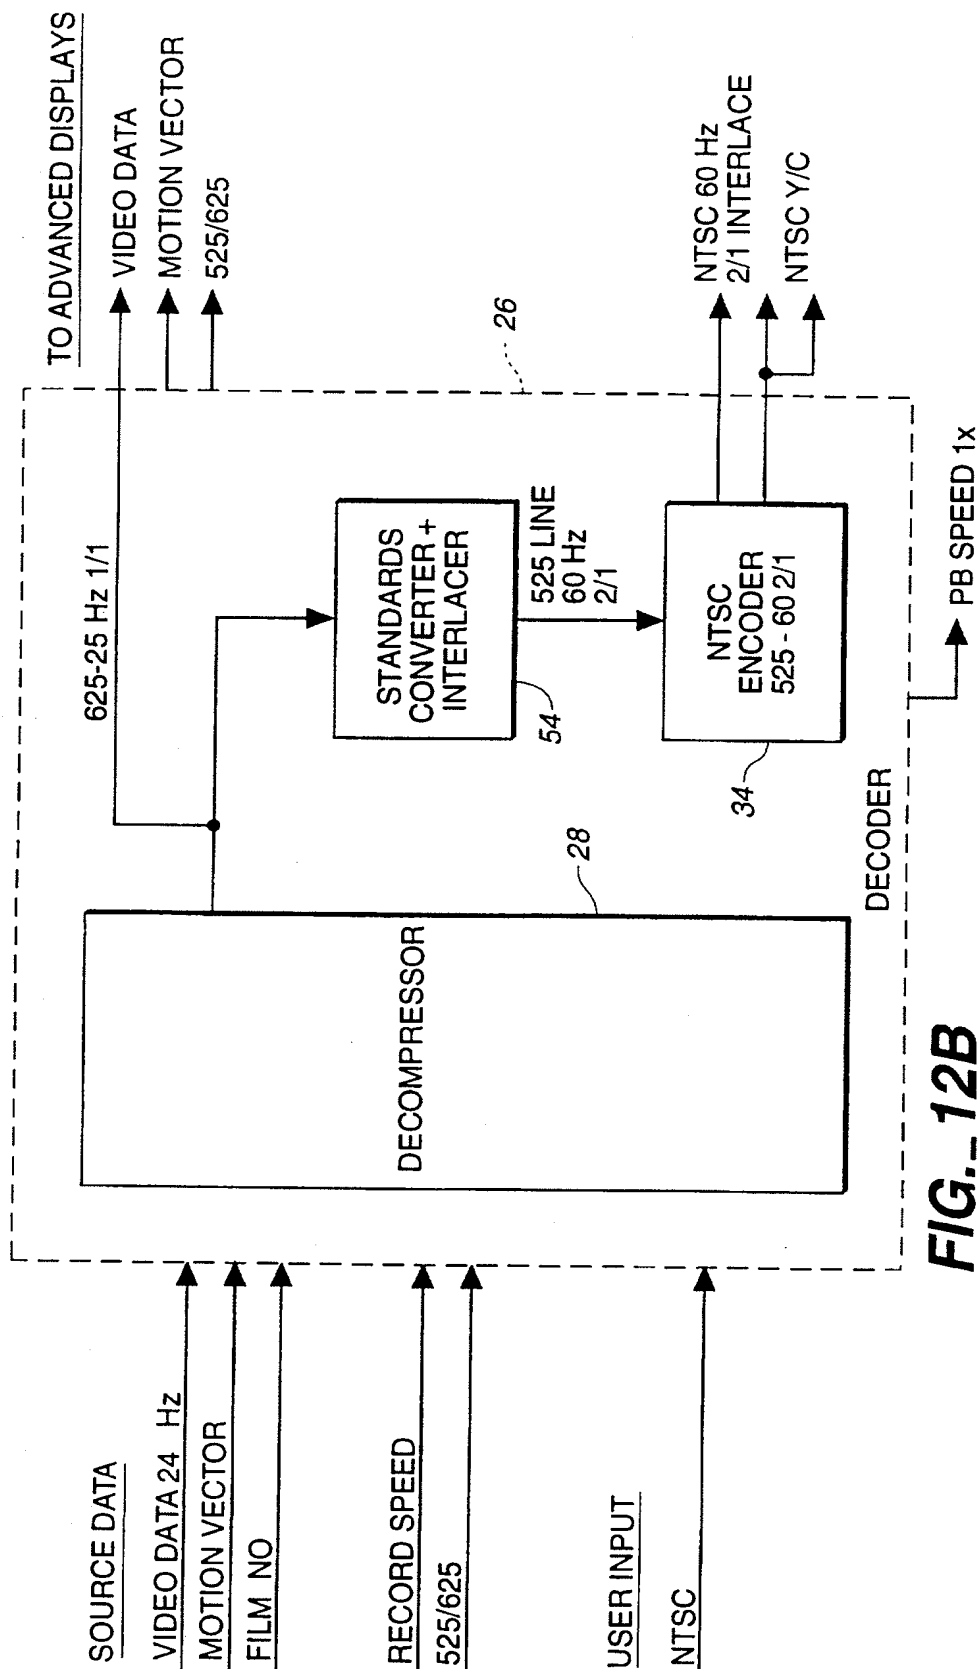 SOURCE DATA
VIDEO DATA 24 Hz
MOTION VECTOR
FILM NO
RECORD SPEED
525/625
USER INPUT
NTSC
DECOMPRESSOR
28
625-25 Hz 1/1
STANDARDS
CONVERTER +
INTERLACER
54
525 LINE
60 Hz
2/1
NTSC
ENCODER
525 - 60 2/1
34
DECODER
26
TO ADVANCED DISPLAYS
VIDEO DATA
MOTION VECTOR
525/625
NTSC 60 Hz
2/1 INTERLACE
NTSC Y/C
PB SPEED 1x
FIG._12B